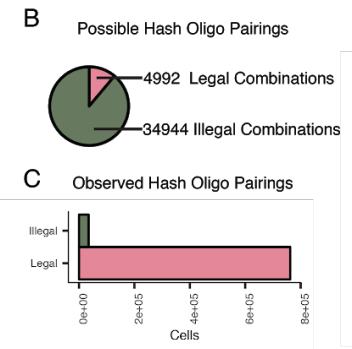 B
Possible Hash Oligo Pairings
4992 Legal Combinations
34944 Illegal Combinations
C
Observed Hash Oligo Pairings
Illegal
Legal
0e+00
2e+05
4e+05
6e+05
8e+05
Cells